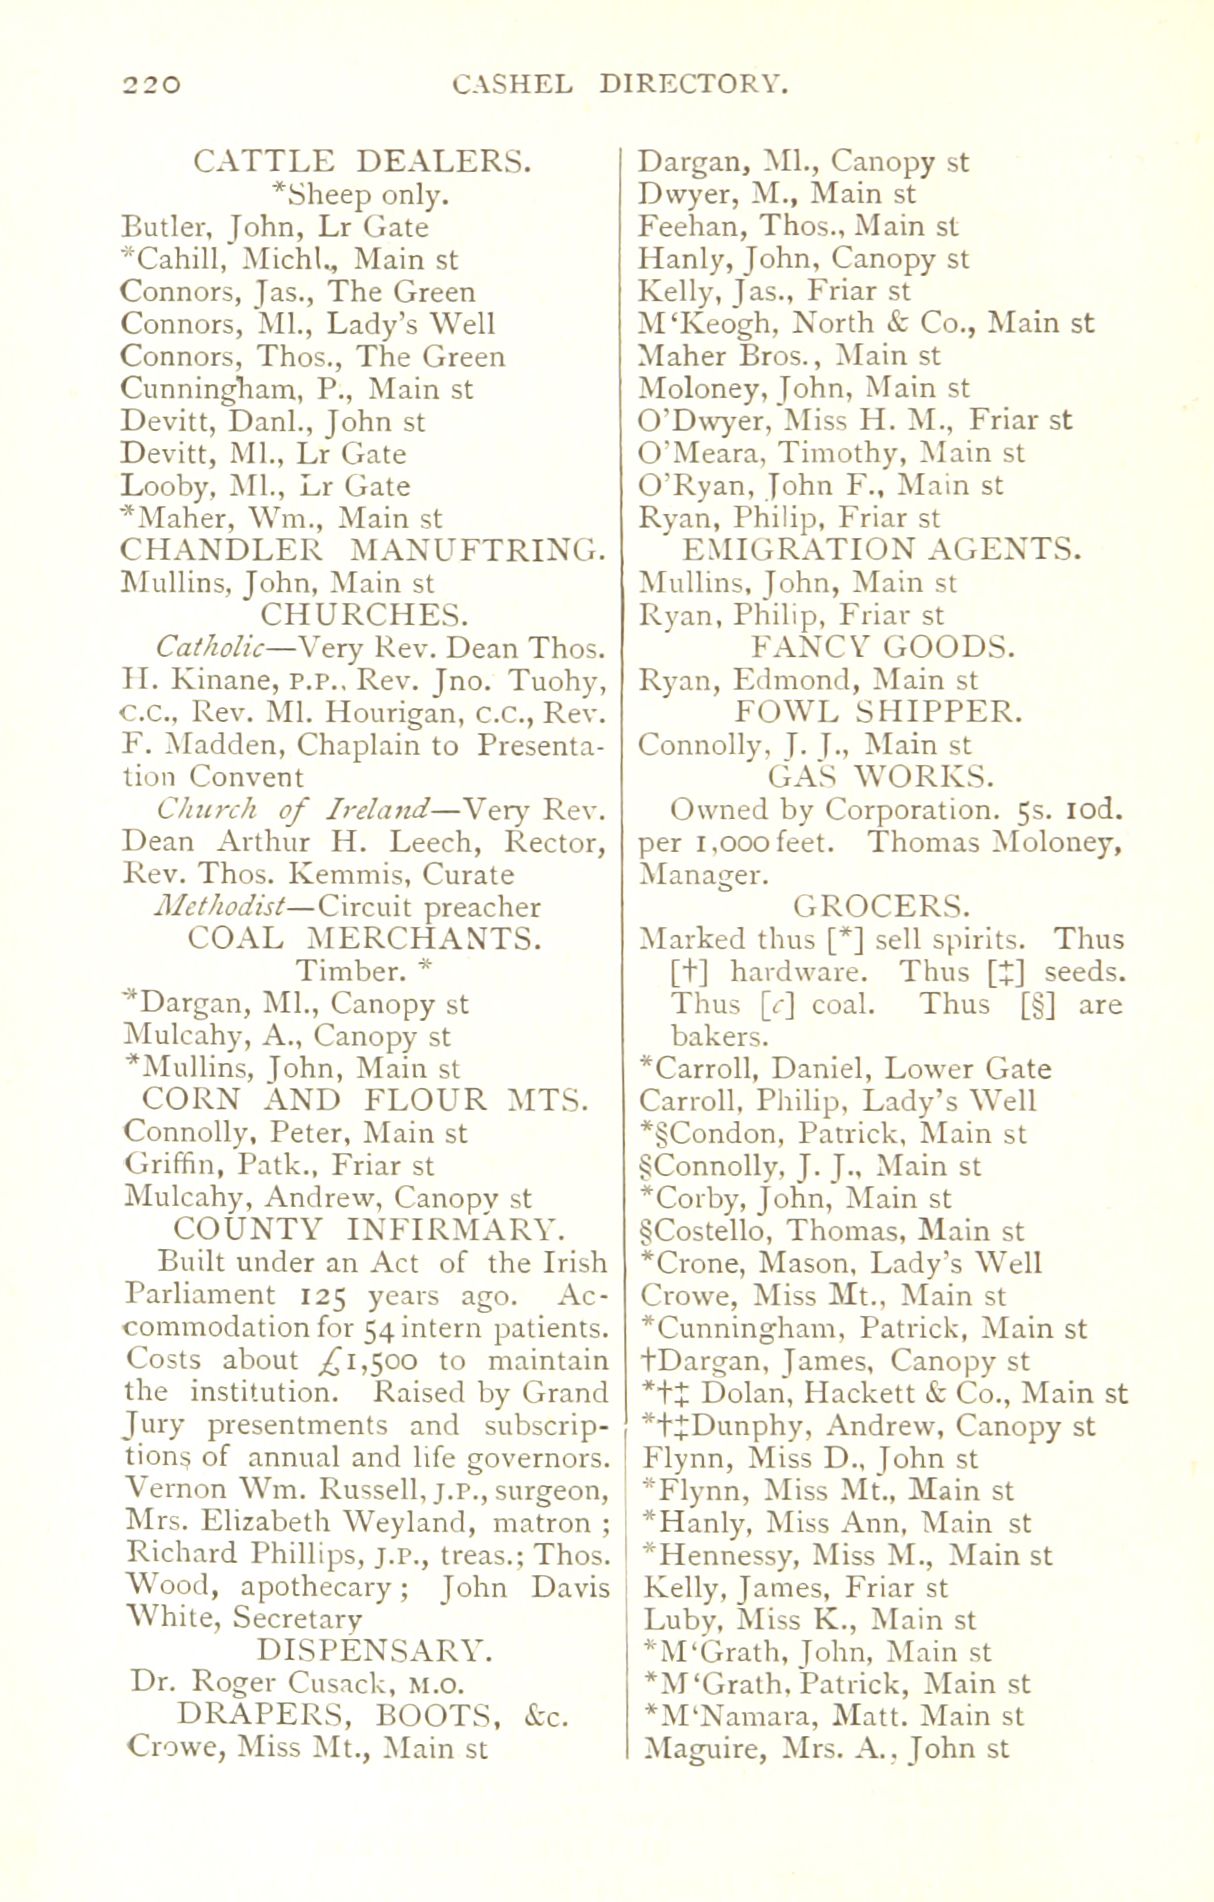 220 CASHEL DIRECTORY.
CATTLE DEALERS.
*Sheep only.
Butler, John, Lr Gate
*Cahill, Michl., Main st
Connors, Jas., The Green
Connors, Ml., Lady's Well
Connors, Thos., The Green
Cunningham, P., Main st
Devitt, Danl., John st
Devitt, Ml., Lr Gate
Looby, Ml., Lr Gate
*Maher, Wm., Main st
CHANDLER MANUFTRING.
Mullins, John, Main st
CHURCHES.
Catholic—Very Rev. Dean Thos.
H. Kinane, P.P., Rev. Jno. Tuohy,
C.C., Rev. Ml. Hourigan, C.C., Rev.
F. Madden, Chaplain to Presenta-
tion Convent
Church of Ireland—Very Rev.
Dean Arthur H. Leech, Rector,
Rev. Thos. Kemmis, Curate
Methodist—Circuit preacher
COAL MERCHANTS.
Timber. *
*Dargan, Ml., Canopy st
Mulcahy, A., Canopy st
*Mullins, John, Main st
CORN AND FLOUR MTS.
Connolly, Peter, Main st
Griffin, Patk., Friar st
Mulcahy, Andrew, Canopy st
COUNTY INFIRMARY.
Built under an Act of the Irish
Parliament 125 years ago. Ac-
commodation for 54 intern patients.
Costs about £1,500 to maintain
the institution. Raised by Grand
Jury presentments and subscrip-
tions of annual and life governors.
Vernon Wm. Russell, J.P., surgeon,
Mrs. Elizabeth Weyland, matron ;
Richard Phillips, J.P., treas.; Thos.
Wood, apothecary ; John Davis
White, Secretary
DISPENSARY.
Dr. Roger Cusack, M.O.
DRAPERS, BOOTS, &c.
Crowe, Miss Mt., Main st
Dargan, Ml., Canopy st
Dwyer, M., Main st
Feehan, Thos., Main st
Hanly, John, Canopy st
Kelly, Jas., Friar st
M'Keogh, North & Co., Main st
Maher Bros., Main st
Moloney, John, Main st
O'Dwyer, Miss H. M., Friar st
O'Meara, Timothy, Main st
O'Ryan, John F., Main st
Ryan, Philip, Friar st
EMIGRATION AGENTS.
Mullins, John, Main st
Ryan, Philip, Friar st
FANCY GOODS.
Ryan, Edmond, Main st
FOWL SHIPPER.
Connolly, J. J., Main st
GAS WORKS.
Owned by Corporation. 5s. 10d.
per 1,000 feet. Thomas Moloney,
Manager.
GROCERS.
Marked thus [*] sell spirits. Thus
[†] hardware. Thus [‡] seeds.
Thus [c] coal. Thus [§] are
bakers.
*Carroll, Daniel, Lower Gate
Carroll, Philip, Lady's Well
*§Condon, Patrick, Main st
§Connolly, J. J., Main st
*Corby, John, Main st
§Costello, Thomas, Main st
*Crone, Mason, Lady's Well
Crowe, Miss Mt., Main st
*Cunningham, Patrick, Main st
†Dargan, James, Canopy st
*†‡ Dolan, Hackett & Co., Main st
*†‡Dunphy, Andrew, Canopy st
Flynn, Miss D., John st
*Flynn, Miss Mt., Main st
*Hanly, Miss Ann, Main st
*Hennessy, Miss M., Main st
Kelly, James, Friar st
Luby, Miss K., Main st
*M'Grath, John, Main st
*M'Grath, Patrick, Main st
*M'Namara, Matt. Main st
Maguire, Mrs. A., John st